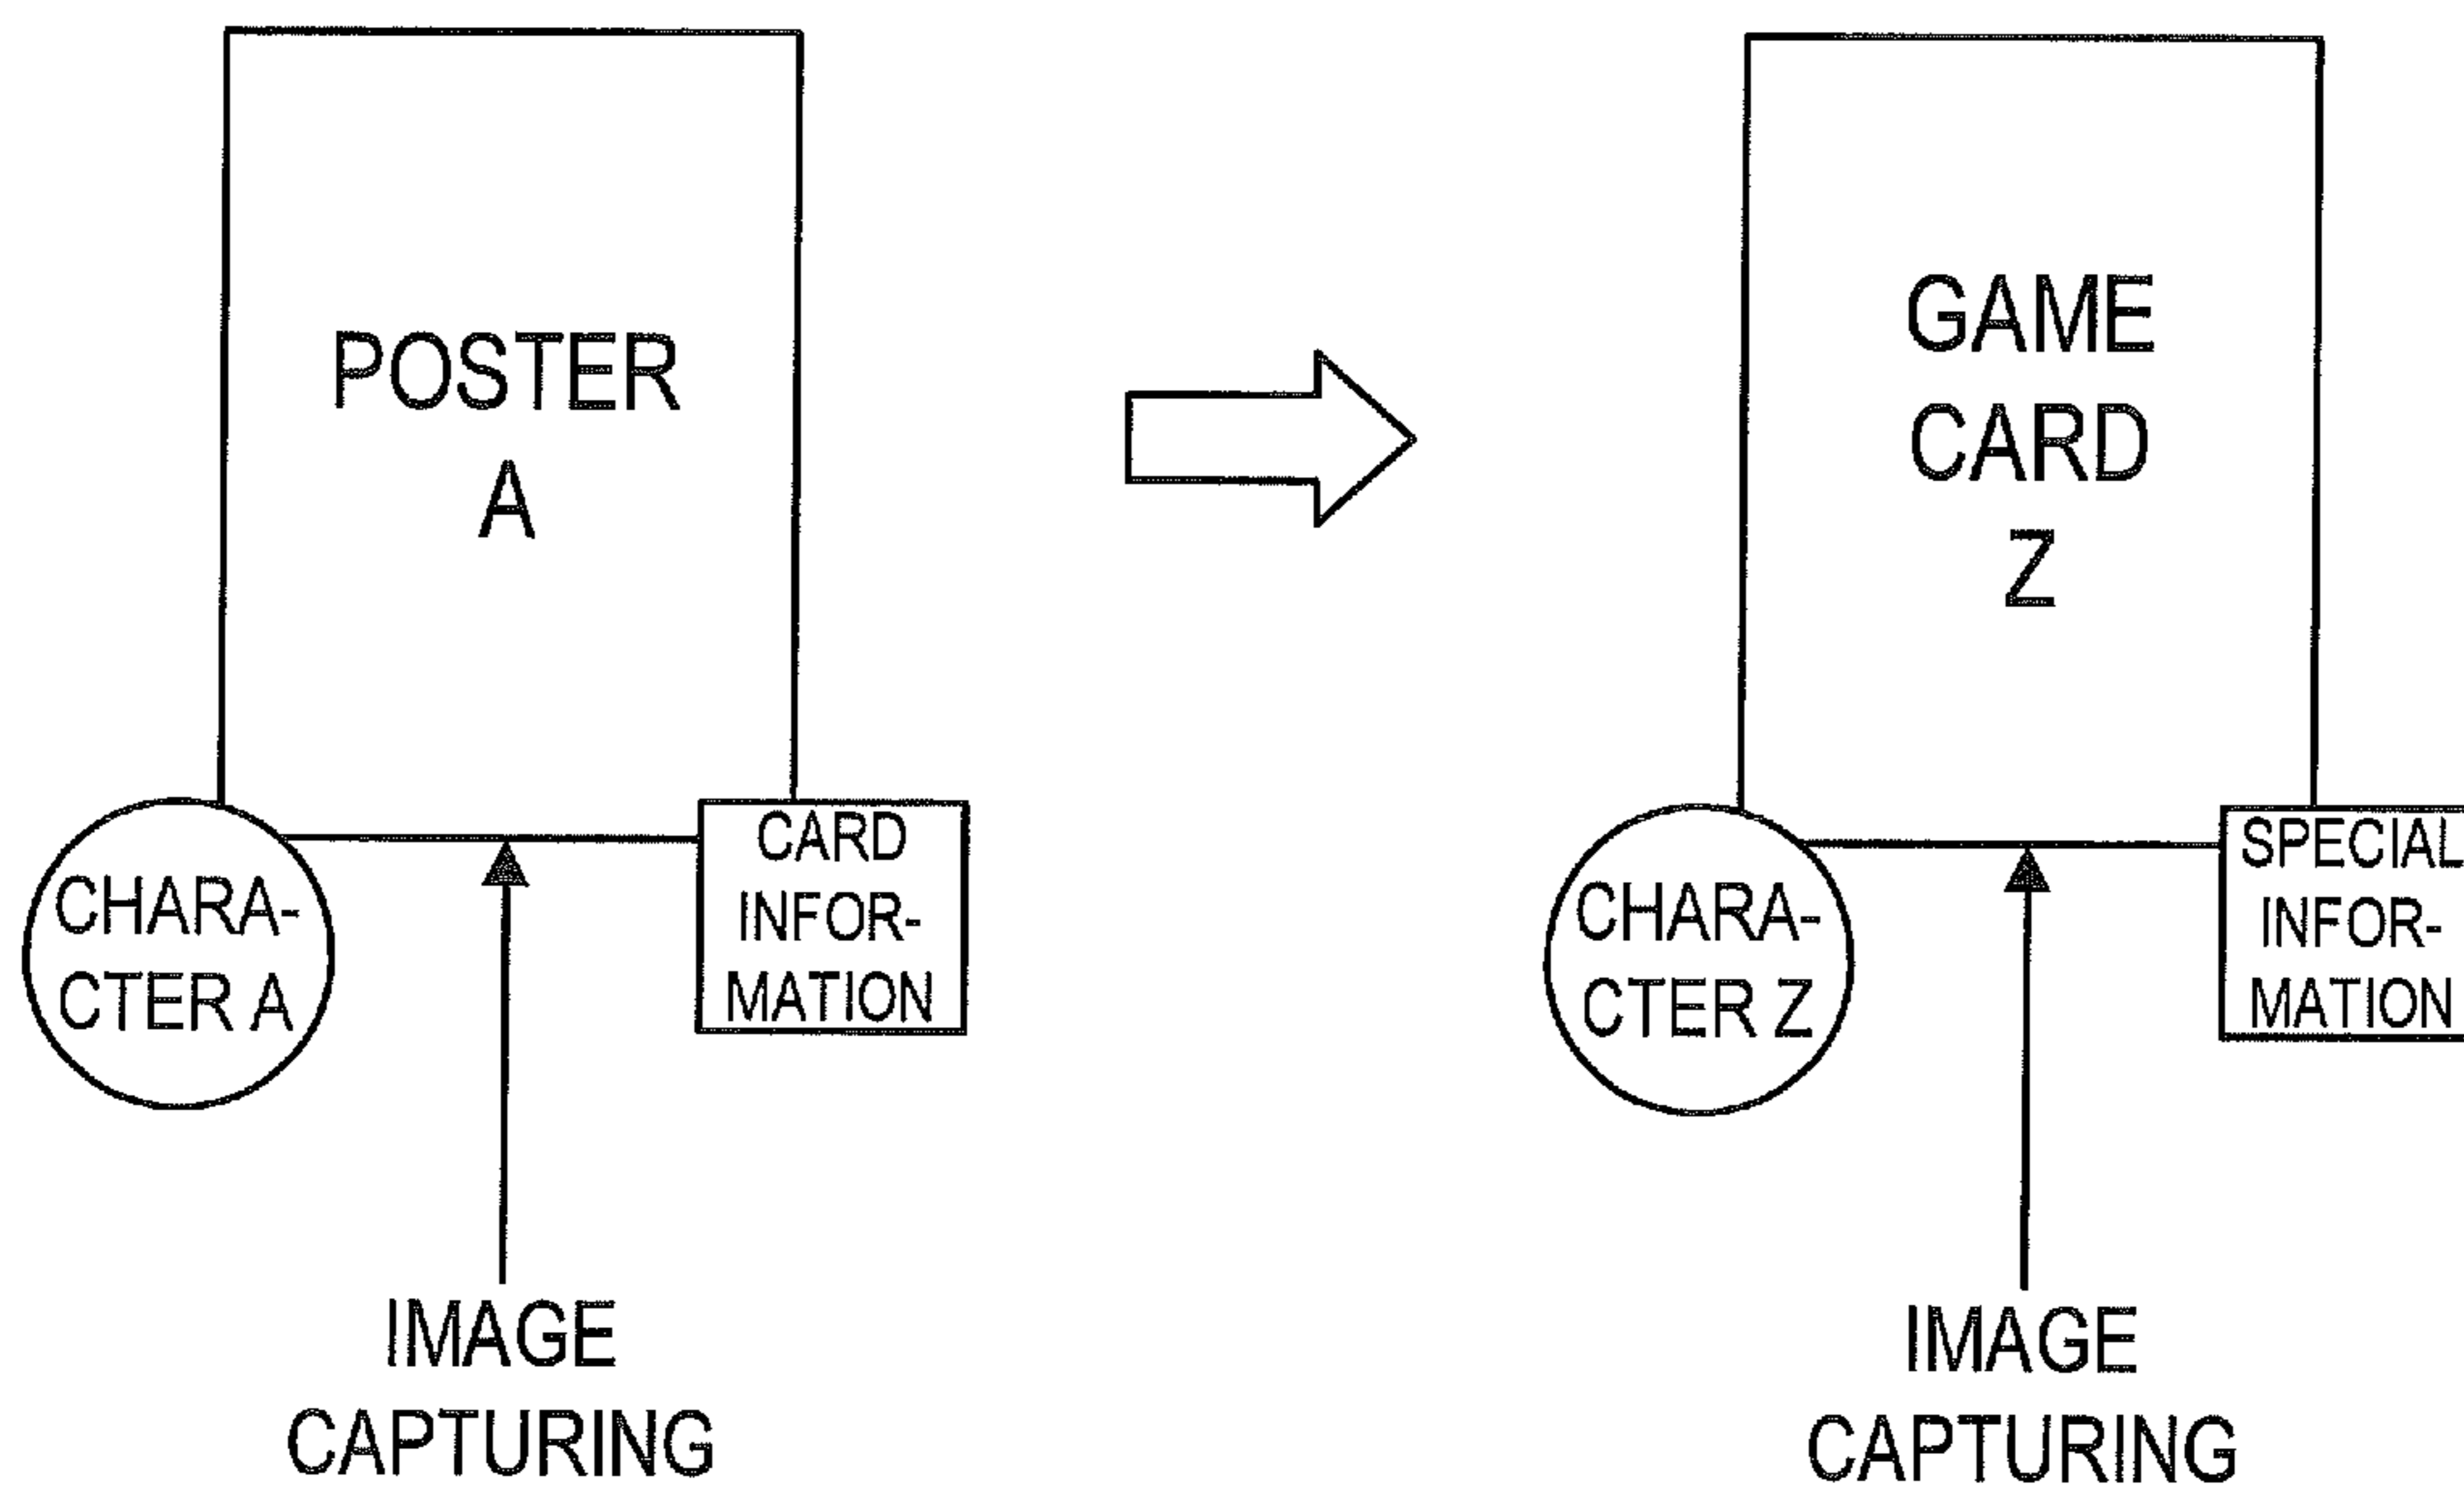 POSTER
A
CHARA-
CTER A
CARD
INFOR-
MATION
IMAGE
CAPTURING
GAME
CARD
Z
CHARA-
CTER Z
SPECIAL
INFOR-
MATION
IMAGE
CAPTURING